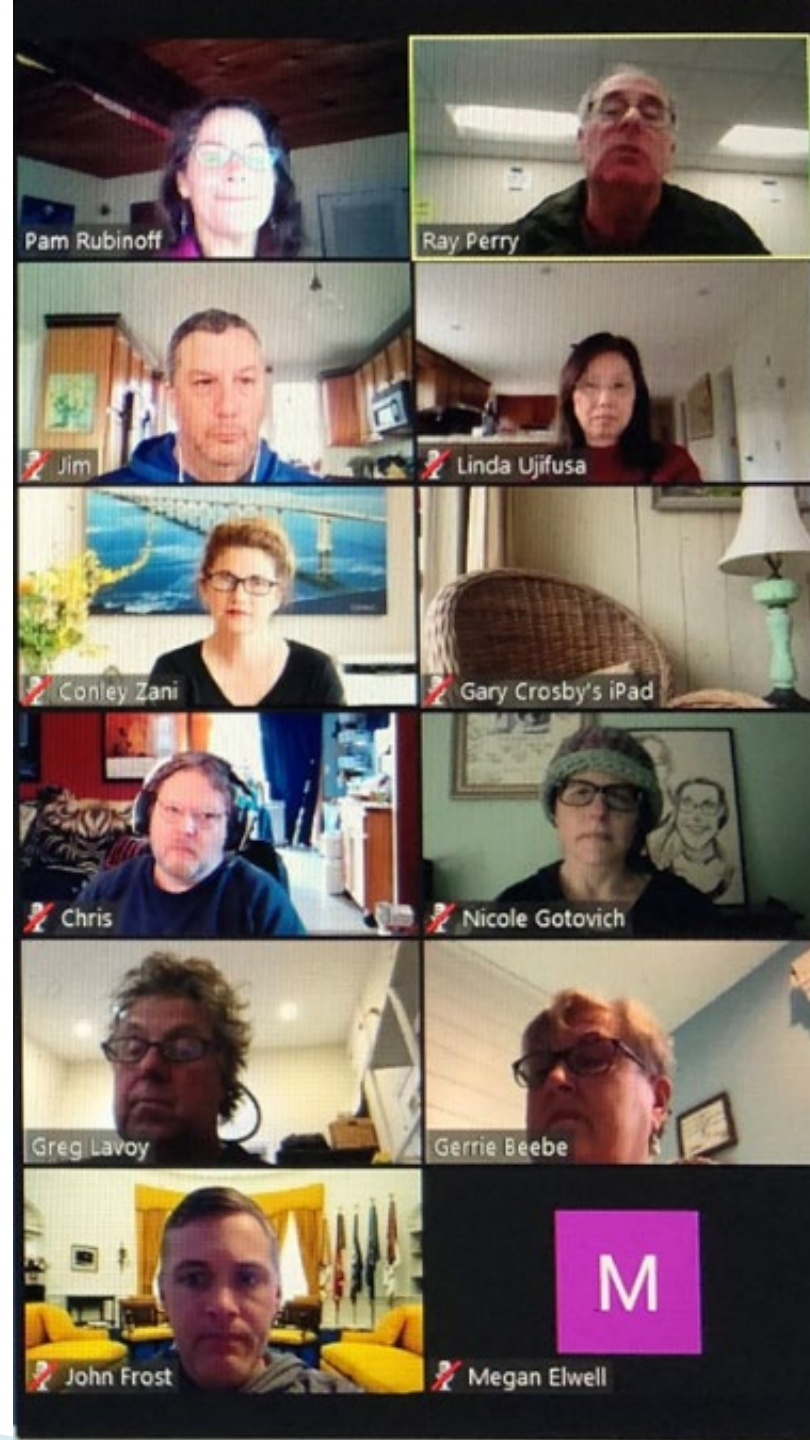 Pam Rubinoff
Ray Perry
Jim
Linda Ujifusa
Conley Zani
Gary Crosby's iPad
Chris
Nicole Gotovich
Greg Lavoy
Gerrie Beebe
M
John Frost
Megan Elwell